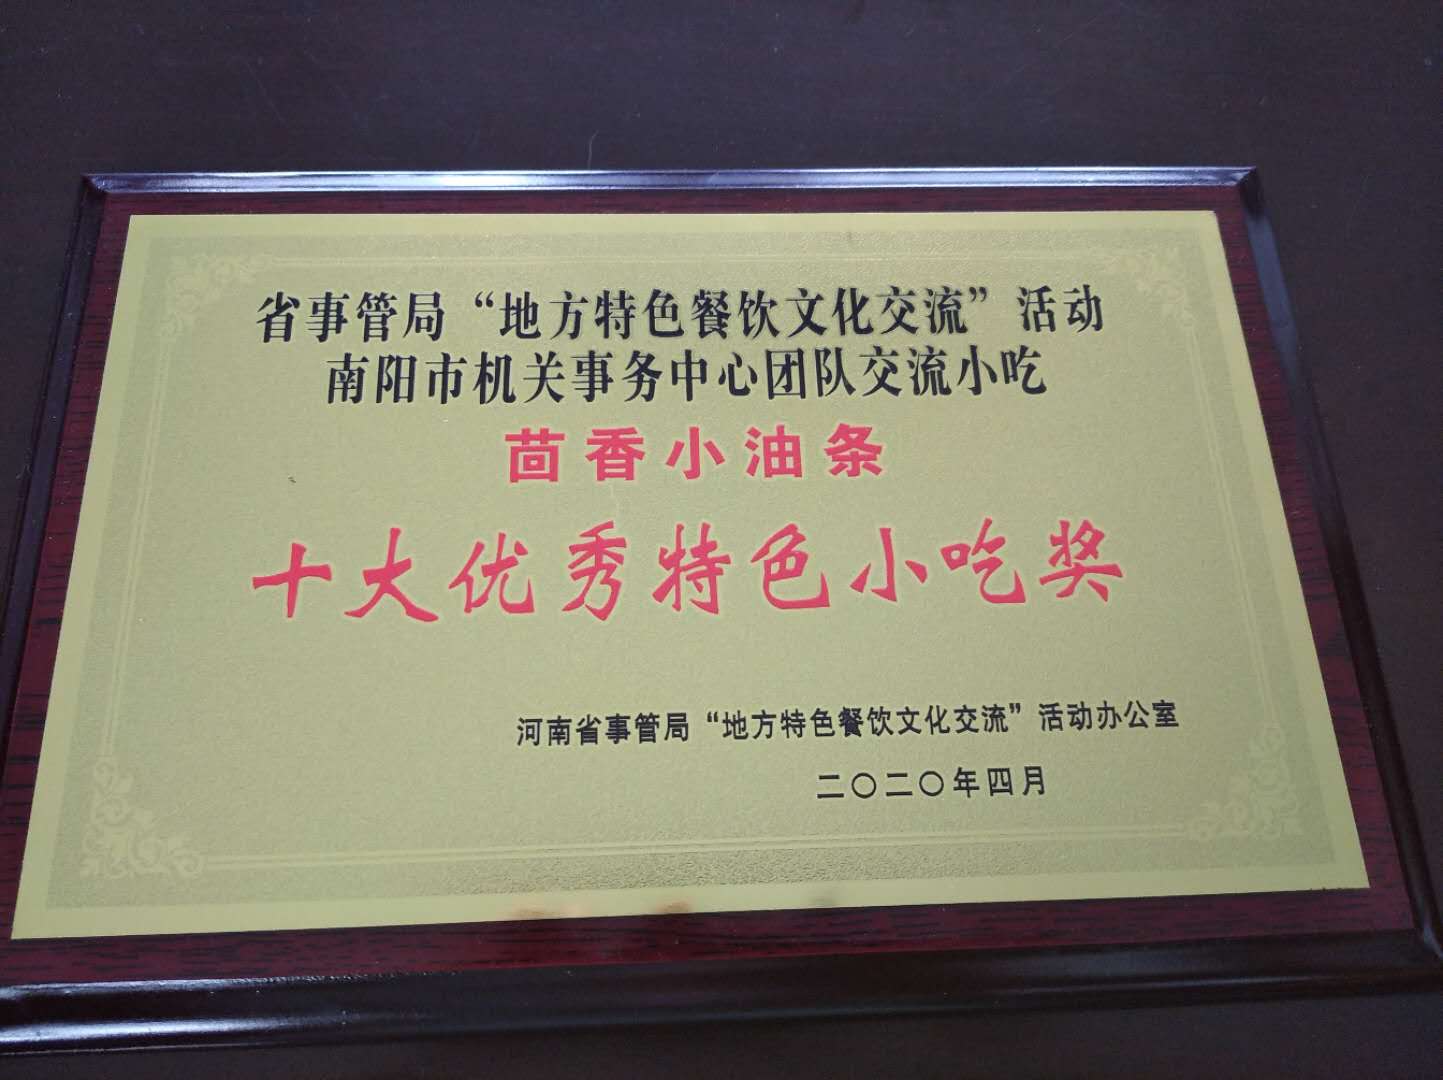 省事管局“地方特色餐饮文化交流”活动
南阳市机关事务中心团队交流小吃
茴香小油条
十大优秀特色小吃奖
河南省事管局“地方特色餐饮文化交流”活动办公室
二〇二〇年四月